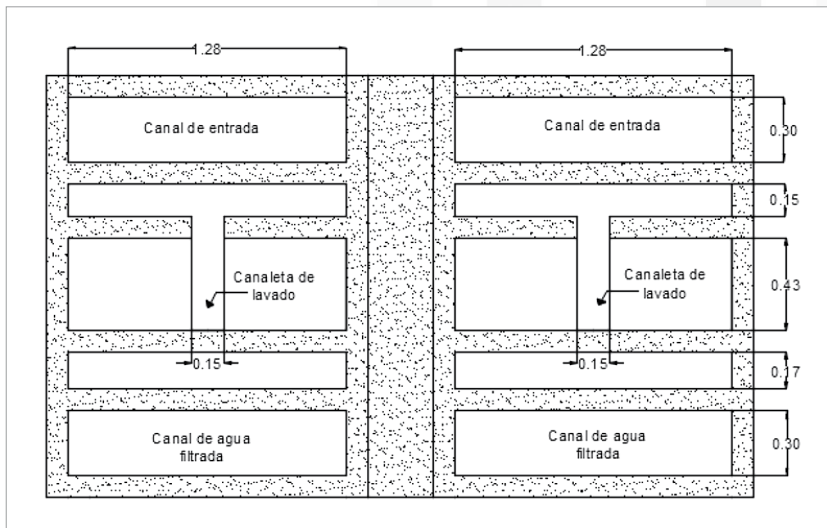 1.28
1.28
Canal de entrada
Canal de entrada
0.30
0.15
Canaleta de
lavado
Canaleta de
lavado
0.43
0.15
0.15
0.17
Canal de agua
filtrada
Canal de agua
filtrada
0.30